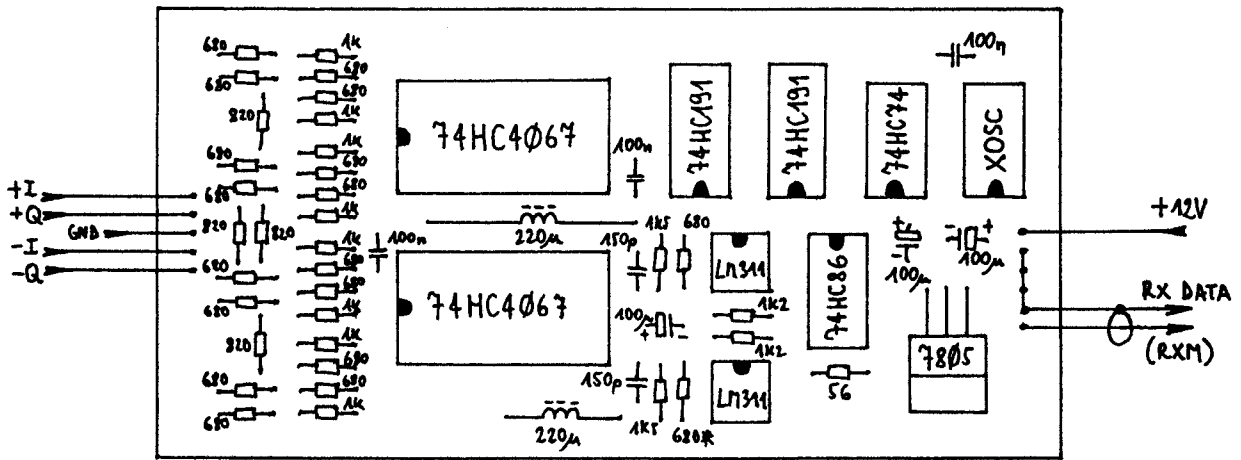 680
1k
680
680
680
820
1k
1k
680
680
680
680
1k
820
820
1k
680
680
680
680
1k
820
1k
680
680
680
680
1k
+I
+Q
GND
-I
-Q
74HC4Ø67
74HC4Ø67
100n
100n
220µ
150p
1k5
680
100µ
+
-
150p
1k5
680*
220µ
74HC191
74HC191
74HC74
XOSC
100n
LM311
1k2
1k2
LM311
74HC86
56
+
-
100µ
-
+
100µ
78Ø5
+12V
RX DATA
(RXM)